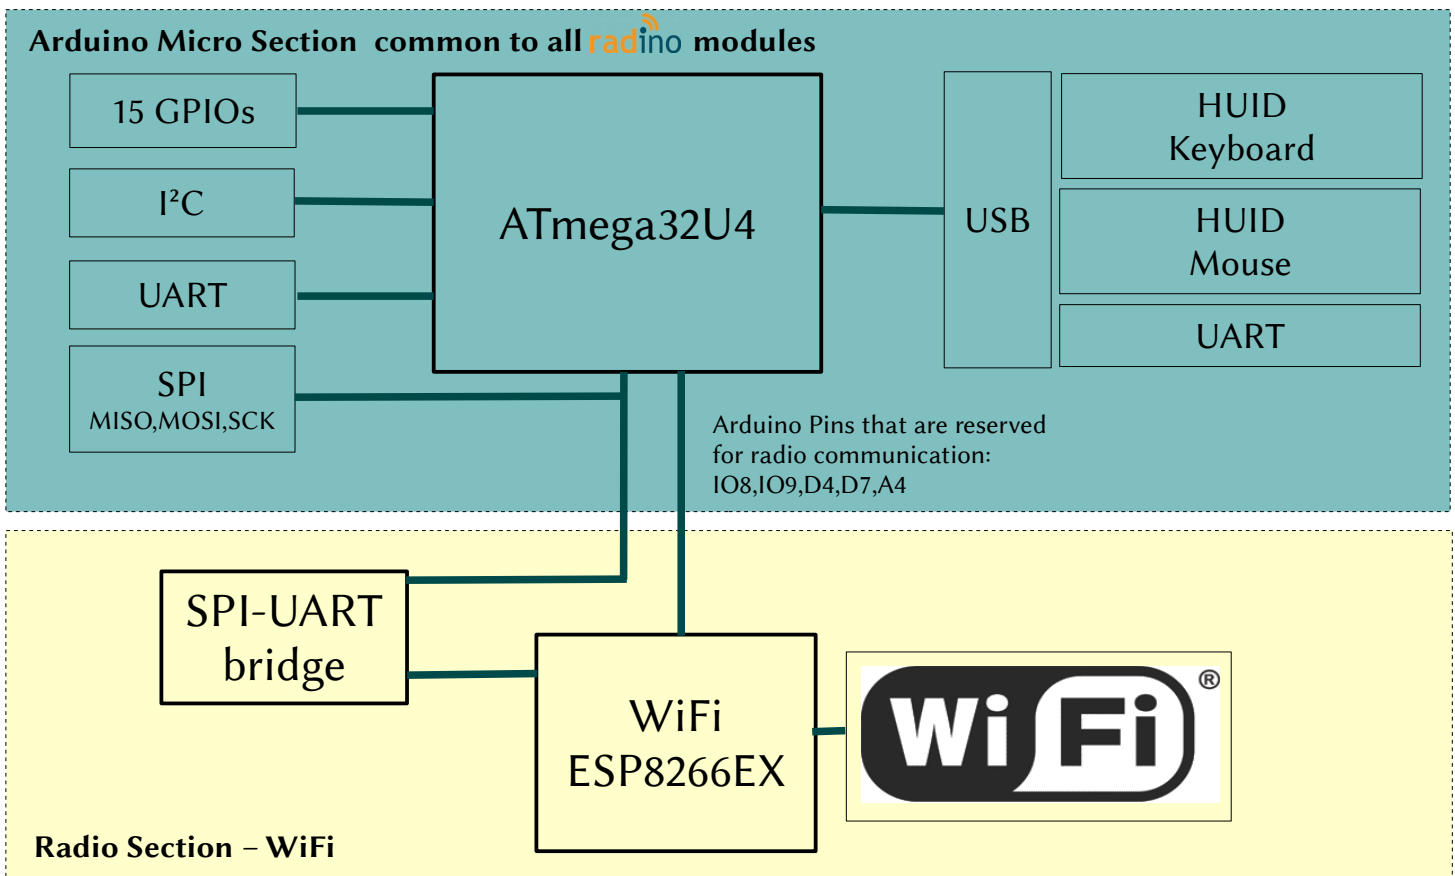 Arduino Micro Section common to all radino modules
15 GPIOs
I²C
UART
SPI
MISO,MOSI,SCK
ATmega32U4
USB
HUID
Keyboard
HUID
Mouse
UART
Arduino Pins that are reserved
for radio communication:
IO8,IO9,D4,D7,A4
SPI-UART
bridge
WiFi
ESP8266EX
Wi Fi ®
Radio Section – WiFi